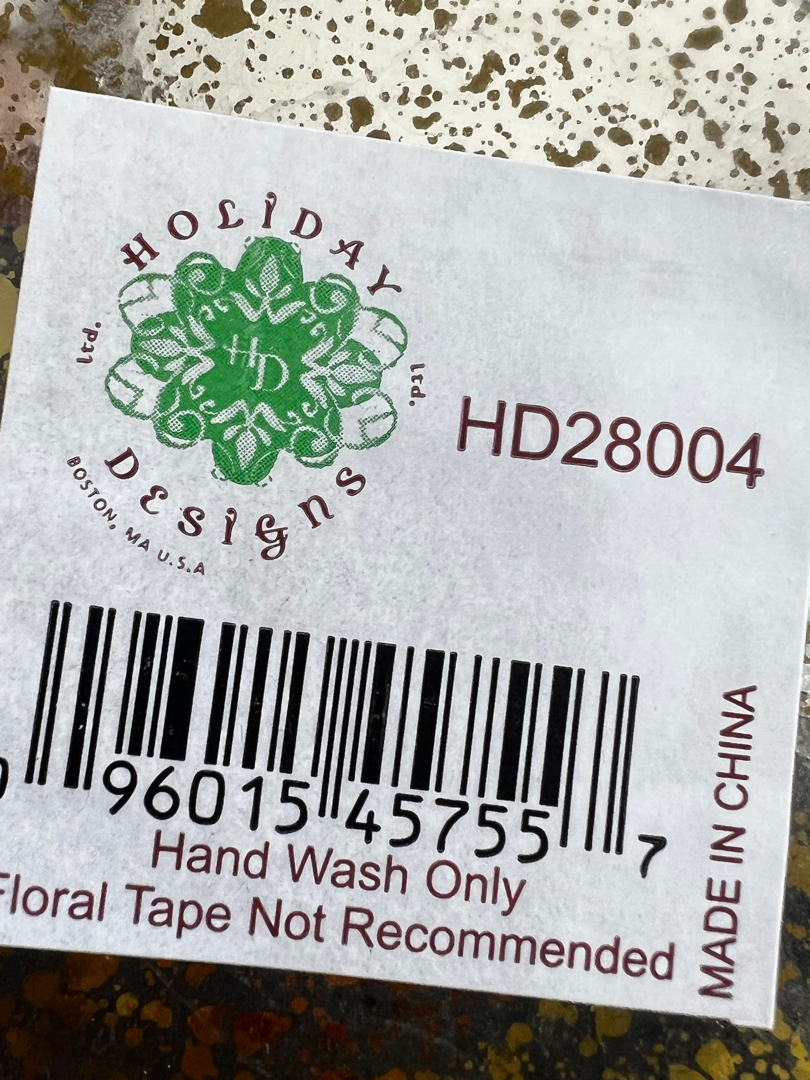 HOLIDAY
ltd.
HD
ltd.
DESIGNS
BOSTON, MA U.S.A
HD28004
0 96015 45755 7
Hand Wash Only
Floral Tape Not Recommended
MADE IN CHINA